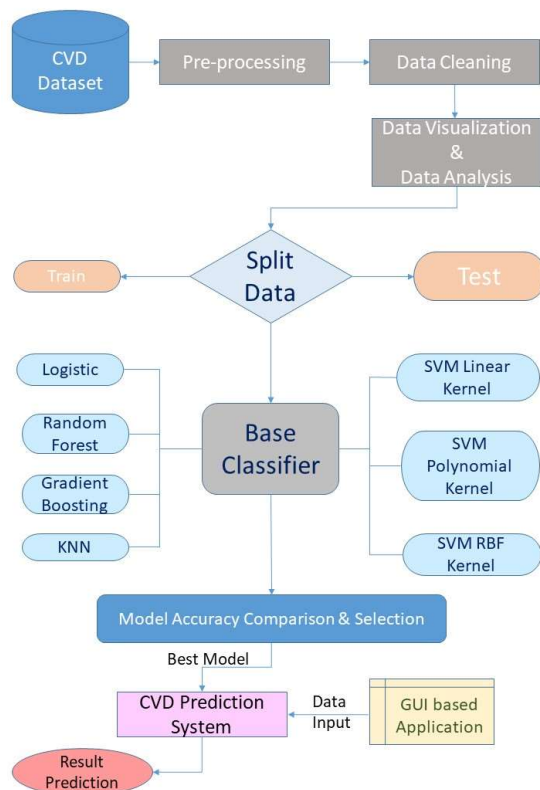 CVD
Dataset
Pre-processing
Data Cleaning
Data Visualization
&
Data Analysis
Split
Data
Train
Test
Logistic
Random
Forest
Gradient
Boosting
KNN
Base
Classifier
SVM Linear
Kernel
SVM
Polynomial
Kernel
SVM RBF
Kernel
Model Accuracy Comparison & Selection
Best Model
CVD Prediction
System
Data
Input
GUI based
Application
Result
Prediction